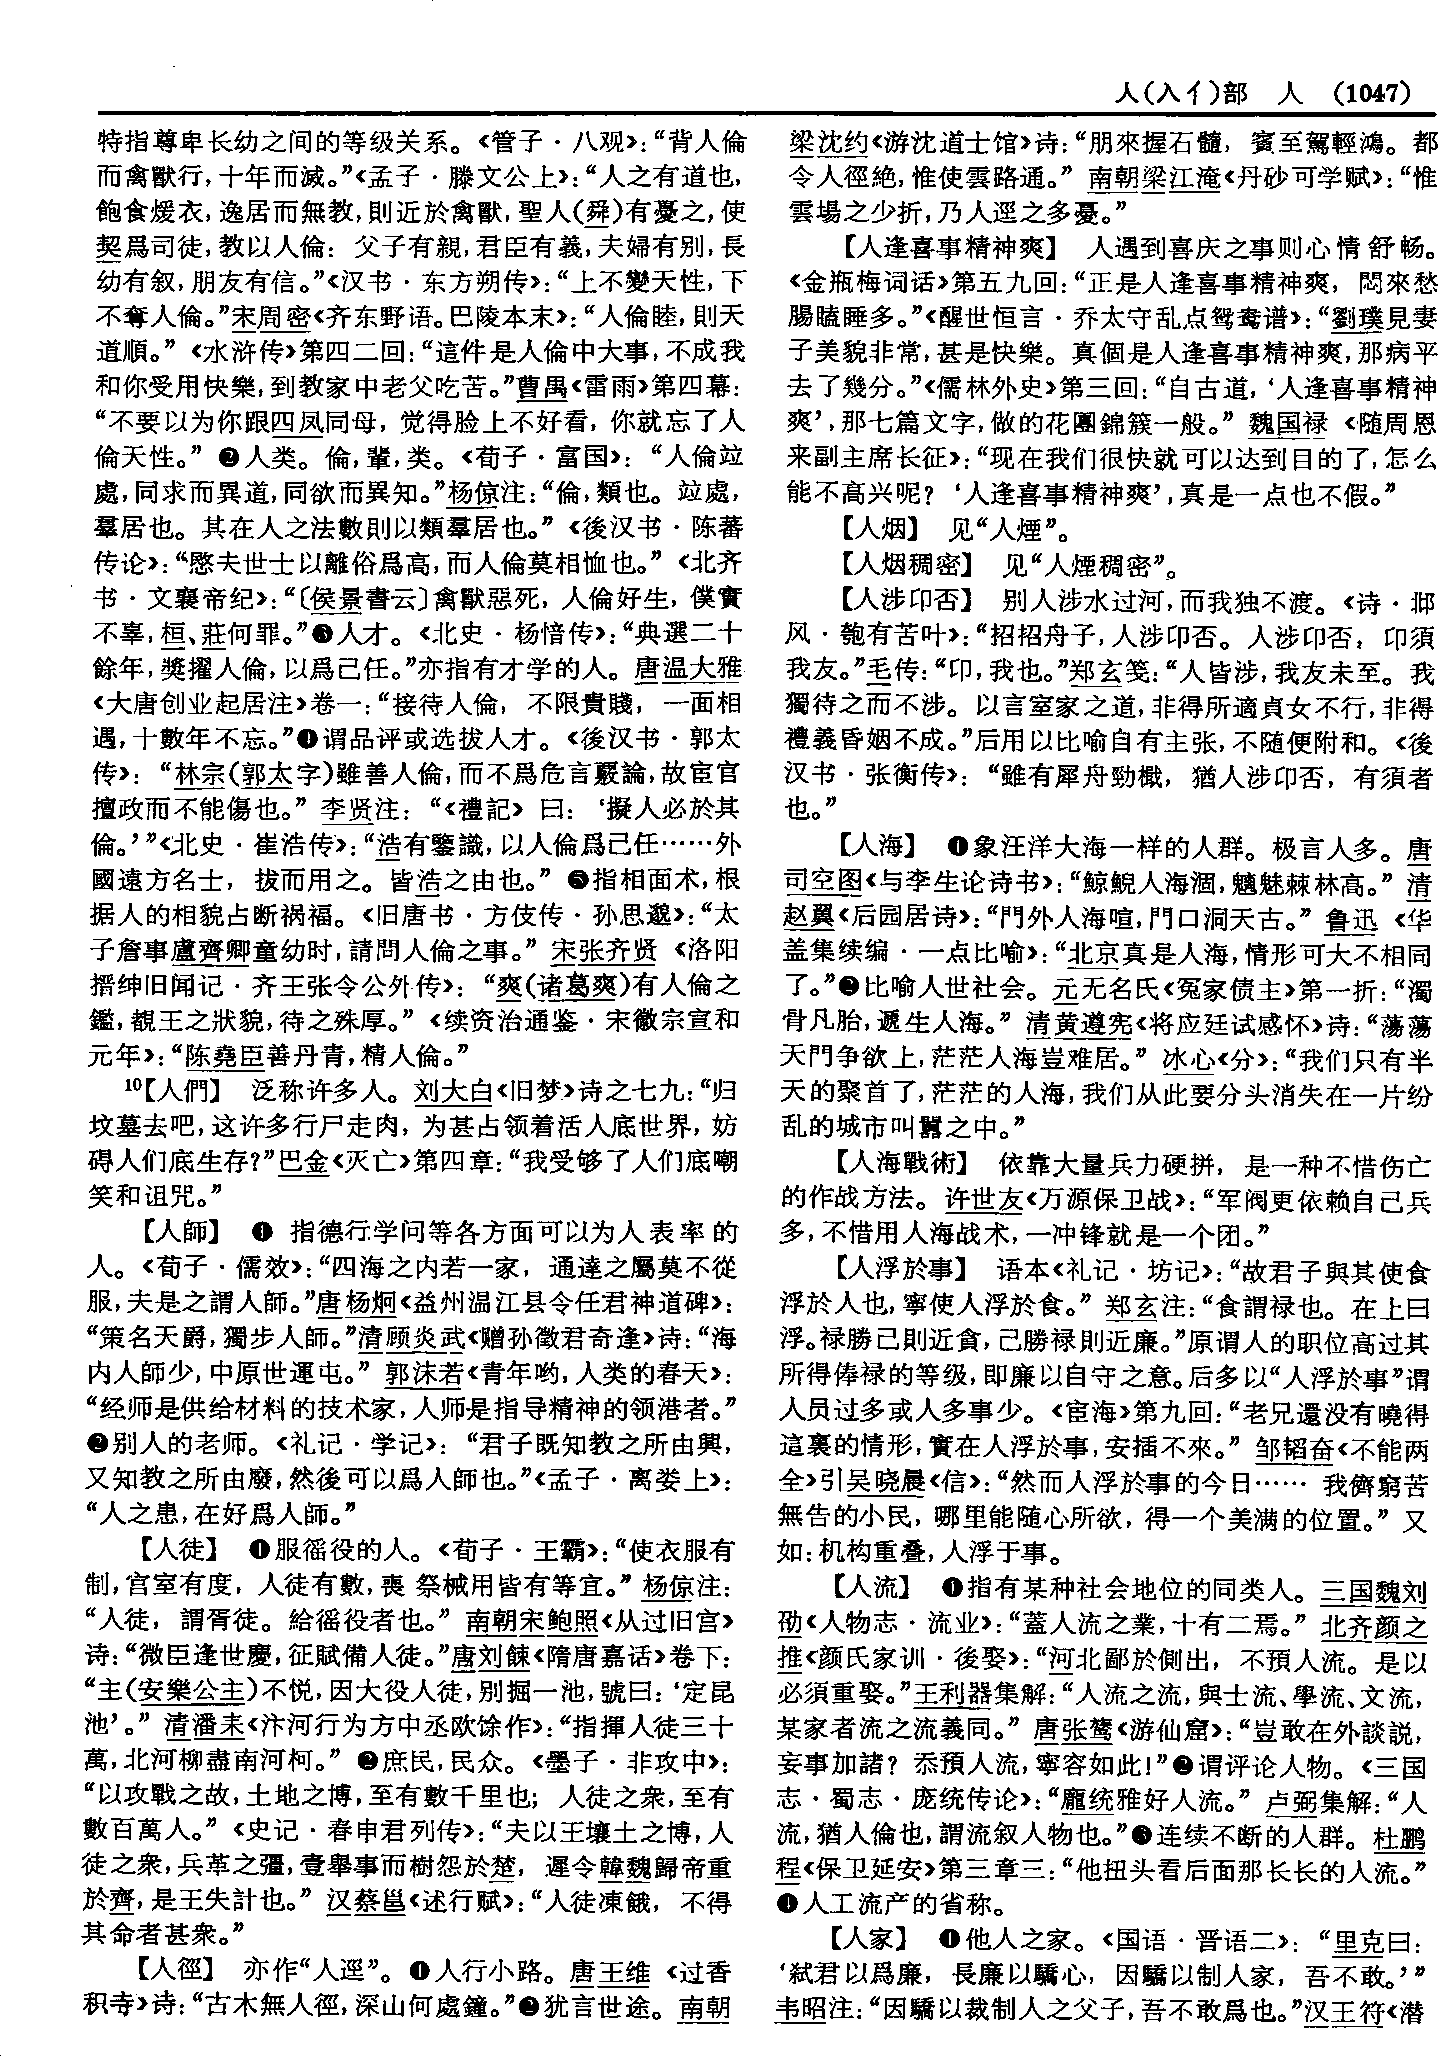 人(入亻)部　人　(1047)
特指尊卑长幼之间的等级关系。《管子·八观》：“背人倫
而禽獸行，十年而滅。”《孟子·滕文公上》：“人之有道也，
飽食煖衣，逸居而無教，則近於禽獸，聖人(舜)有憂之，使
契爲司徒，教以人倫：父子有親，君臣有義，夫婦有别，長
幼有叙，朋友有信。”《汉书·东方朔传》：“上不變天性，下
不奪人倫。”宋周密《齐东野语。巴陵本末》：“人倫睦，則天
道順。”《水浒传》第四二回：“這件是人倫中大事，不成我
和你受用快樂，到教家中老父吃苦。”曹禺《雷雨》第四幕：
“不要以为你跟四凤同母，觉得脸上不好看，你就忘了人
倫天性。”❷人类。倫，輩，类。《荀子·富国》：“人倫竝
處，同求而異道，同欲而異知。”杨倞注：“倫，類也。竝處，
羣居也。其在人之法數則以類羣居也。”《後汉书·陈蕃
传论》：“愍夫世士以離俗爲高，而人倫莫相恤也。”《北齐
书·文襄帝纪》：“〔侯景書云〕禽獸惡死，人倫好生，僕實
不辜，桓、莊何罪。”❸人才。《北史·杨愔传》：“典選二十
餘年，獎擢人倫，以爲己任。”亦指有才学的人。唐温大雅
《大唐创业起居注》卷一：“接待人倫，不限貴賤，一面相
遇，十數年不忘。”❹谓品评或选拔人才。《後汉书·郭太
传》：“林宗(郭太字)雖善人倫，而不爲危言覈論，故宦官
擅政而不能傷也。”李贤注：“《禮記》曰：‘擬人必於其
倫。’”《北史·崔浩传》：“浩有鑒識，以人倫爲己任……外
國遠方名士，拔而用之。皆浩之由也。”❺指相面术，根
据人的相貌占断祸福。《旧唐书·方伎传·孙思邈》：“太
子詹事盧齊卿童幼时，請問人倫之事。”宋张齐贤《洛阳
搢绅旧闻记·齐王张令公外传》：“爽(诸葛爽)有人倫之
鑑，覩王之狀貌，待之殊厚。”《续资治通鉴·宋徽宗宣和
元年》：“陈堯臣善丹青，精人倫。”
¹⁰【人們】　泛称许多人。刘大白《旧梦》诗之七九：“归
坟墓去吧，这许多行尸走肉，为甚占领着活人底世界，妨
碍人们底生存？”巴金《灭亡》第四章：“我受够了人们底嘲
笑和诅咒。”
【人師】　❶指德行学问等各方面可以为人表率的
人。《荀子·儒效》：“四海之内若一家，通達之屬莫不從
服，夫是之謂人師。”唐杨炯《益州温江县令任君神道碑》：
“策名天爵，獨步人師。”清顾炎武《赠孙徵君奇逢》诗：“海
内人師少，中原世運屯。”郭沫若《青年哟，人类的春天》：
“经师是供给材料的技术家，人师是指导精神的领港者。”
❷别人的老师。《礼记·学记》：“君子既知教之所由興，
又知教之所由廢，然後可以爲人師也。”《孟子·离娄上》：
“人之患，在好爲人師。”
【人徒】　❶服徭役的人。《荀子·王霸》：“使衣服有
制，宫室有度，人徒有數，喪祭械用皆有等宜。”杨倞注：
“人徒，謂胥徒。給徭役者也。”南朝宋鲍照《从过旧宫》
诗：“微臣逢世慶，征賦備人徒。”唐刘餗《隋唐嘉话》卷下：
“主(安樂公主)不悦，因大役人徒，别掘一池，號曰：‘定昆
池’。”清潘耒《汴河行为方中丞欧馀作》：“指揮人徒三十
萬，北河柳盡南河柯。”❷庶民，民众。《墨子·非攻中》：
“以攻戰之故，土地之博，至有數千里也；人徒之衆，至有
數百萬人。”《史记·春申君列传》：“夫以王壤土之博，人
徒之衆，兵革之彊，壹舉事而樹怨於楚，遲令韓魏歸帝重
於齊，是王失計也。”汉蔡邕《述行赋》：“人徒凍餓，不得
其命者甚衆。”
【人徑】　亦作“人逕”。❶人行小路。唐王维《过香
积寺》诗：“古木無人徑，深山何處鐘。”❷犹言世途。南朝
梁沈约《游沈道士馆》诗：“朋來握石髓，賓至駕輕鴻。都
令人徑絶，惟使雲路通。”南朝梁江淹《丹砂可学赋》：“惟
雲埸之少折，乃人逕之多憂。”
【人逢喜事精神爽】　人遇到喜庆之事则心情舒畅。
《金瓶梅词话》第五九回：“正是人逢喜事精神爽，悶來愁
腸瞌睡多。”《醒世恒言·乔太守乱点鸳鸯谱》：“劉璞見妻
子美貌非常，甚是快樂。真個是人逢喜事精神爽，那病平
去了幾分。”《儒林外史》第三回：“自古道，‘人逢喜事精神
爽’，那七篇文字，做的花團錦簇一般。”魏国禄《随周恩
来副主席长征》：“现在我们很快就可以达到目的了，怎么
能不高兴呢？‘人逢喜事精神爽’，真是一点也不假。”
【人烟】　见“人煙”。
【人烟稠密】　见“人煙稠密”。
【人涉卬否】　别人涉水过河，而我独不渡。《诗·邶
风·匏有苦叶》：“招招舟子，人涉卬否。人涉卬否，卬須
我友。”毛传：“卬，我也。”郑玄笺：“人皆涉，我友未至。我
獨待之而不涉。以言室家之道，非得所適貞女不行，非得
禮義昏姻不成。”后用以比喻自有主张，不随便附和。《後
汉书·张衡传》：“雖有犀舟勁檝，猶人涉卬否，有須者
也。”
【人海】　❶象汪洋大海一样的人群。极言人多。唐
司空图《与李生论诗书》：“鯨鯢人海涸，魑魅棘林高。”清
赵翼《后园居诗》：“門外人海喧，門口洞天古。”鲁迅《华
盖集续编·一点比喻》：“北京真是人海，情形可大不相同
了。”❷比喻人世社会。元无名氏《冤家债主》第一折：“濁
骨凡胎，遞生人海。”清黄遵宪《将应廷试感怀》诗：“蕩蕩
天門争欲上，茫茫人海豈难居。”冰心《分》：“我们只有半
天的聚首了，茫茫的人海，我们从此要分头消失在一片纷
乱的城市叫嚣之中。”
【人海戰術】　依靠大量兵力硬拼，是一种不惜伤亡
的作战方法。许世友《万源保卫战》：“军阀更依赖自己兵
多，不惜用人海战术，一冲锋就是一个团。”
【人浮於事】　语本《礼记·坊记》：“故君子與其使食
浮於人也，寧使人浮於食。”郑玄注：“食謂禄也。在上曰
浮。禄勝己則近貪，己勝禄則近廉。”原谓人的职位高过其
所得俸禄的等级，即廉以自守之意。后多以“人浮於事”谓
人员过多或人多事少。《宦海》第九回：“老兄還没有曉得
這裏的情形，實在人浮於事，安插不來。”邹韬奋《不能两
全》引吴晓晨《信》：“然而人浮於事的今日……我儕窮苦
無告的小民，哪里能随心所欲，得一个美满的位置。”又
如：机构重叠，人浮于事。
【人流】　❶指有某种社会地位的同类人。三国魏刘
劭《人物志·流业》：“蓋人流之業，十有二焉。”北齐颜之
推《颜氏家训·後娶》：“河北鄙於側出，不預人流。是以
必須重娶。”王利器集解：“人流之流，與士流、學流、文流，
某家者流之流義同。”唐张鷟《游仙窟》：“豈敢在外談説，
妄事加諸？忝預人流，寧容如此！”❷谓评论人物。《三国
志·蜀志·庞统传论》：“龐统雅好人流。”卢弼集解：“人
流，猶人倫也，謂流叙人物也。”❸连续不断的人群。杜鹏
程《保卫延安》第三章三：“他扭头看后面那长长的人流。”
❹人工流产的省称。
【人家】　❶他人之家。《国语·晋语二》：“里克曰：
‘弑君以爲廉，長廉以驕心，因驕以制人家，吾不敢。’”
韦昭注：“因驕以裁制人之父子，吾不敢爲也。”汉王符《潜